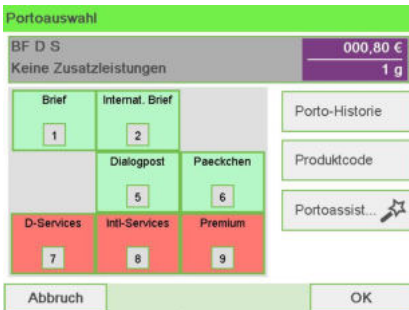 Portoauswahl
BF D S
000,80 €
Keine Zusatzleistungen
1 g
Brief
Internat. Brief
1
2
Porto-Historie
Dialogpost
Paeckchen
5
6
Produktcode
D-Services
Intl-Services
Premium
7
8
9
Portoassist...
Abbruch
OK